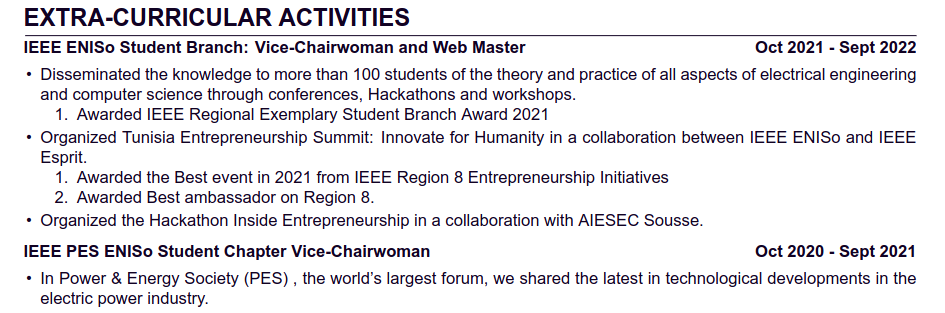 EXTRA-CURRICULAR ACTIVITIES
IEEE ENISo Student Branch: Vice-Chairwoman and Web Master Oct 2021 - Sept 2022
• Disseminated the knowledge to more than 100 students of the theory and practice of all aspects of electrical engineering
and computer science through conferences, Hackathons and workshops.
1. Awarded IEEE Regional Exemplary Student Branch Award 2021
• Organized Tunisia Entrepreneurship Summit: Innovate for Humanity in a collaboration between IEEE ENISo and IEEE
Esprit.
1. Awarded the Best event in 2021 from IEEE Region 8 Entrepreneurship Initiatives
2. Awarded Best ambassador on Region 8.
• Organized the Hackathon Inside Entrepreneurship in a collaboration with AIESEC Sousse.
IEEE PES ENISo Student Chapter Vice-Chairwoman Oct 2020 - Sept 2021
• In Power & Energy Society (PES) , the world's largest forum, we shared the latest in technological developments in the
electric power industry.